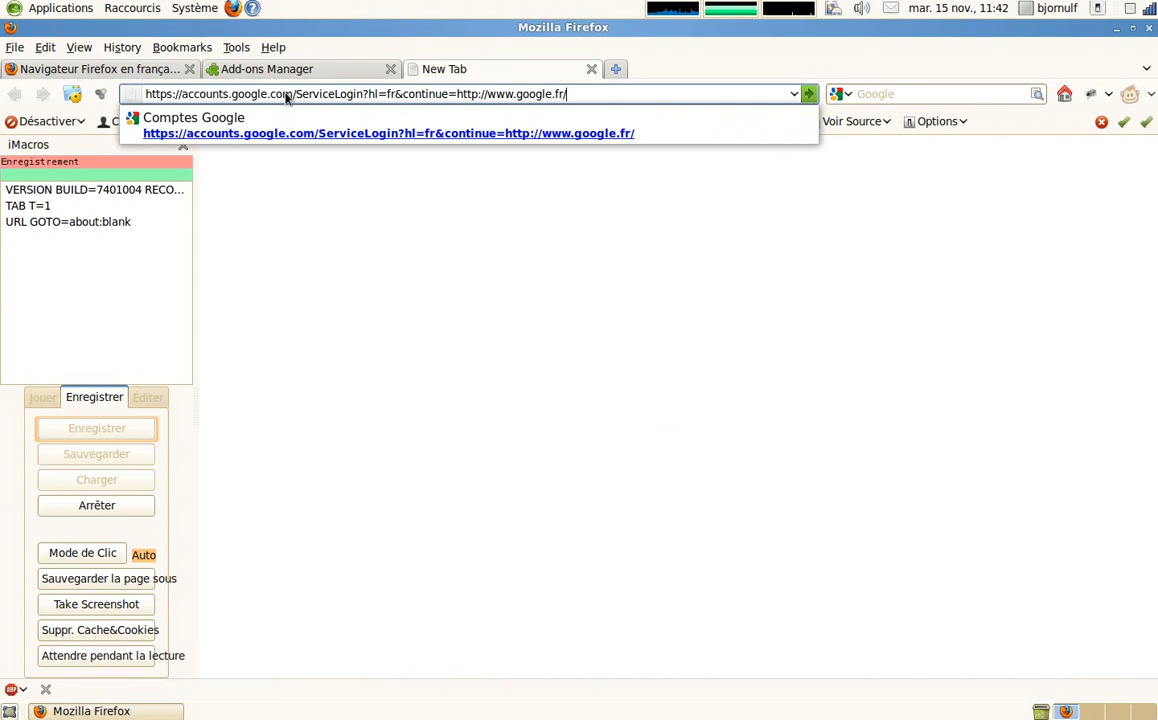 Applications Raccourcis Système mar. 15 nov., 11:42 bjornulf
Mozilla Firefox
File Edit View History Bookmarks Tools Help
Navigateur Firefox en frança... Add-ons Manager New Tab
https://accounts.google.com/ServiceLogin?hl=fr&continue=http://www.google.fr/ Google
Comptes Google
https://accounts.google.com/ServiceLogin?hl=fr&continue=http://www.google.fr/
Désactiver C Voir Source Options
iMacros
Enregistrement
VERSION BUILD=7401004 RECO...
TAB T=1
URL GOTO=about:blank
Jouer Enregistrer Editer
Enregistrer
Sauvegarder
Charger
Arrêter
Mode de Clic Auto
Sauvegarder la page sous
Take Screenshot
Suppr. Cache&Cookies
Attendre pendant la lecture
ABP
Mozilla Firefox